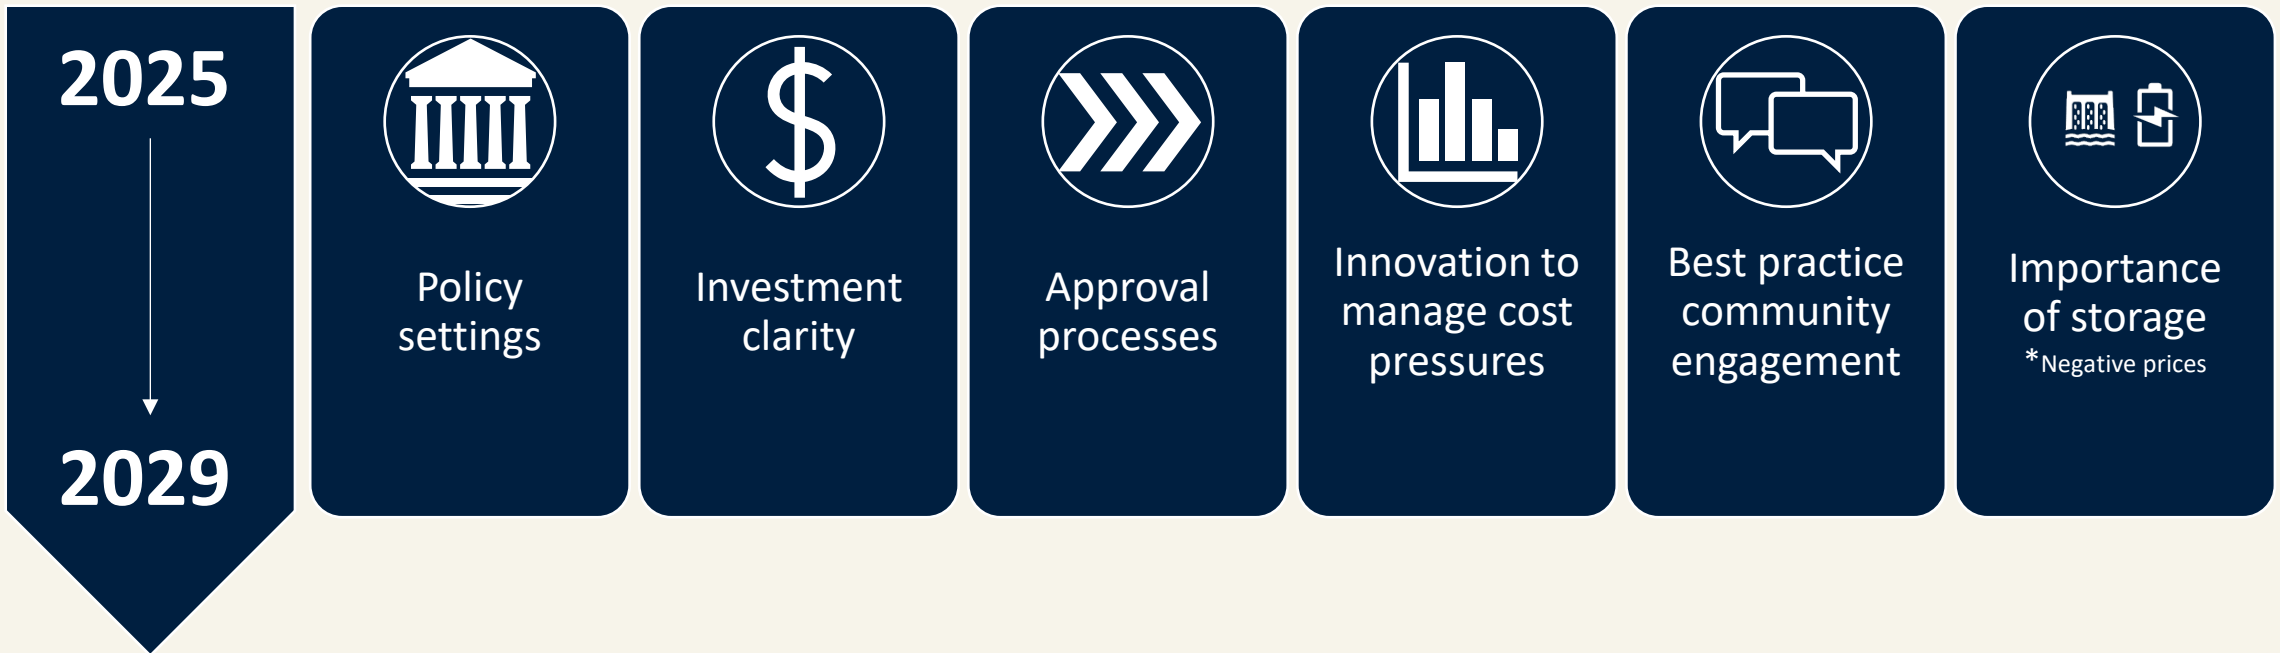 2025
2029
Policy
settings
Investment
clarity
Approval
processes
Innovation to
manage cost
pressures
Best practice
community
engagement
Importance
of storage
*Negative prices